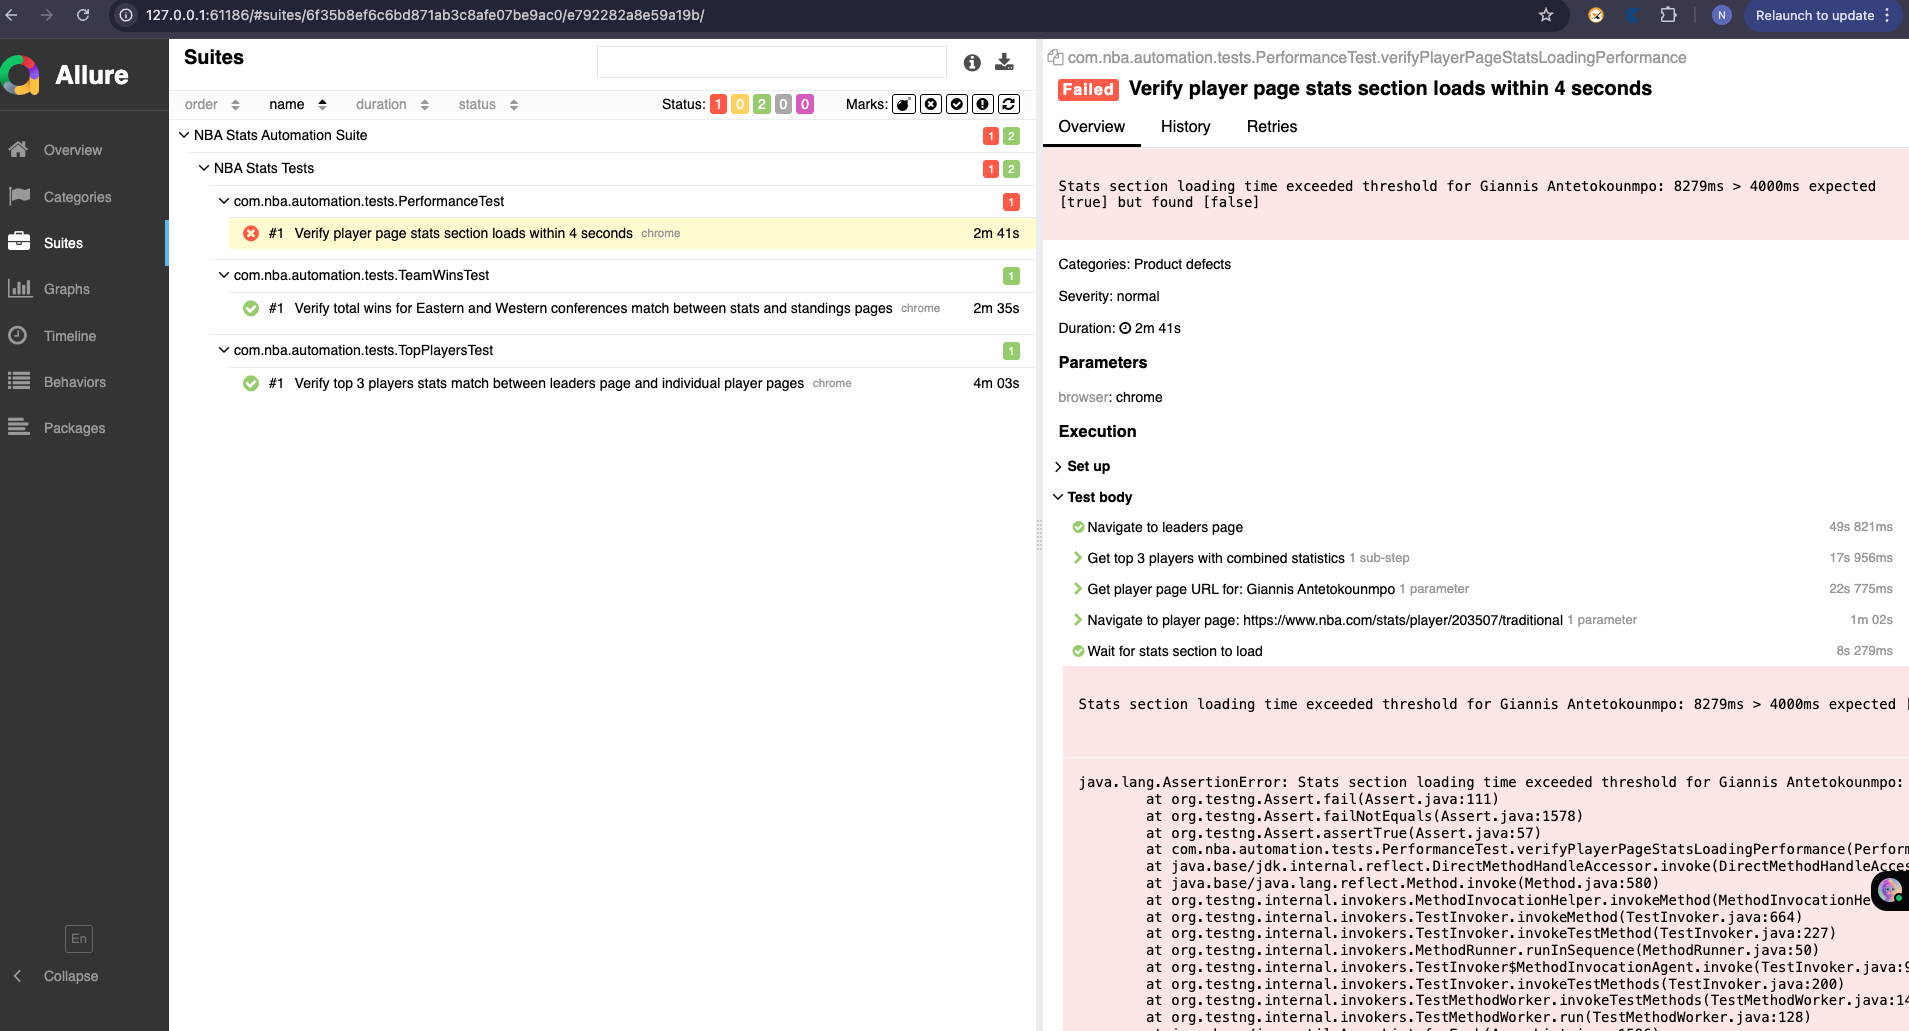 127.0.0.1:61186/#suites/6f35b8ef6c6bd871ab3c8afe07be9ac0/e792282a8e59a19b/
N
Relaunch to update
Allure
Overview
Categories
Suites
Graphs
Timeline
Behaviors
Packages
En
Collapse
Suites
order name duration status Status: 1 0 2 0 0 Marks:
NBA Stats Automation Suite 1 2
NBA Stats Tests 1 2
com.nba.automation.tests.PerformanceTest 1
#1 Verify player page stats section loads within 4 seconds chrome 2m 41s
com.nba.automation.tests.TeamWinsTest 1
#1 Verify total wins for Eastern and Western conferences match between stats and standings pages chrome 2m 35s
com.nba.automation.tests.TopPlayersTest 1
#1 Verify top 3 players stats match between leaders page and individual player pages chrome 4m 03s
com.nba.automation.tests.PerformanceTest.verifyPlayerPageStatsLoadingPerformance
Failed Verify player page stats section loads within 4 seconds
Overview History Retries
Stats section loading time exceeded threshold for Giannis Antetokounmpo: 8279ms > 4000ms expected
[true] but found [false]
Categories: Product defects
Severity: normal
Duration: 2m 41s
Parameters
browser: chrome
Execution
Set up
Test body
Navigate to leaders page 49s 821ms
Get top 3 players with combined statistics 1 sub-step 17s 956ms
Get player page URL for: Giannis Antetokounmpo 1 parameter 22s 775ms
Navigate to player page: https://www.nba.com/stats/player/203507/traditional 1 parameter 1m 02s
Wait for stats section to load 8s 279ms
Stats section loading time exceeded threshold for Giannis Antetokounmpo: 8279ms > 4000ms expected
java.lang.AssertionError: Stats section loading time exceeded threshold for Giannis Antetokounmpo:
at org.testng.Assert.fail(Assert.java:111)
at org.testng.Assert.failNotEquals(Assert.java:1578)
at org.testng.Assert.assertTrue(Assert.java:57)
at com.nba.automation.tests.PerformanceTest.verifyPlayerPageStatsLoadingPerformance(Perform
at java.base/jdk.internal.reflect.DirectMethodHandleAccessor.invoke(DirectMethodHandleAcces
at java.base/java.lang.reflect.Method.invoke(Method.java:580)
at org.testng.internal.invokers.MethodInvocationHelper.invokeMethod(MethodInvocationHe
at org.testng.internal.invokers.TestInvoker.invokeMethod(TestInvoker.java:664)
at org.testng.internal.invokers.TestInvoker.invokeTestMethod(TestInvoker.java:227)
at org.testng.internal.invokers.MethodRunner.runInSequence(MethodRunner.java:50)
at org.testng.internal.invokers.TestInvoker$MethodInvocationAgent.invoke(TestInvoker.java:9
at org.testng.internal.invokers.TestInvoker.invokeTestMethods(TestInvoker.java:200)
at org.testng.internal.invokers.TestMethodWorker.invokeTestMethods(TestMethodWorker.java:14
at org.testng.internal.invokers.TestMethodWorker.run(TestMethodWorker.java:128)